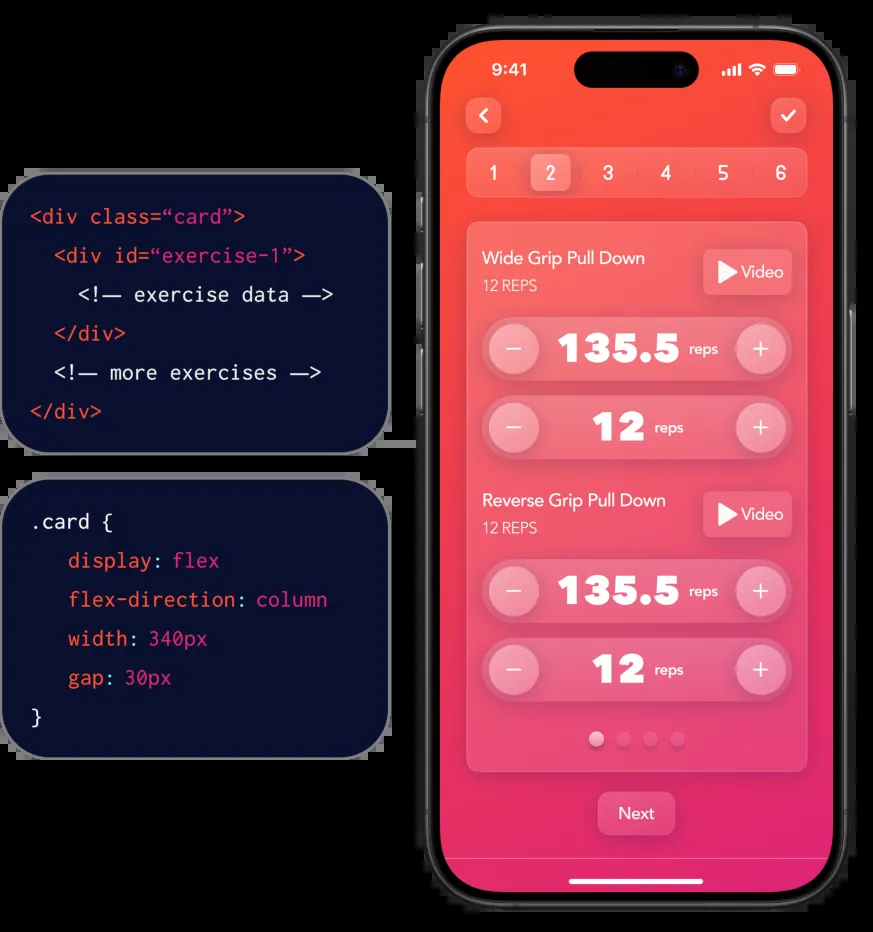 <div class=“card”>
<div id=“exercise-1”>
<!–– exercise data ––>
</div>
<!–– more exercises ––>
</div>
.card {
display: flex
flex-direction: column
width: 340px
gap: 30px
}
9:41
1 2 3 4 5 6
Wide Grip Pull Down
12 REPS
Video
− 135.5 reps +
− 12 reps +
Reverse Grip Pull Down
12 REPS
Video
− 135.5 reps +
− 12 reps +
Next